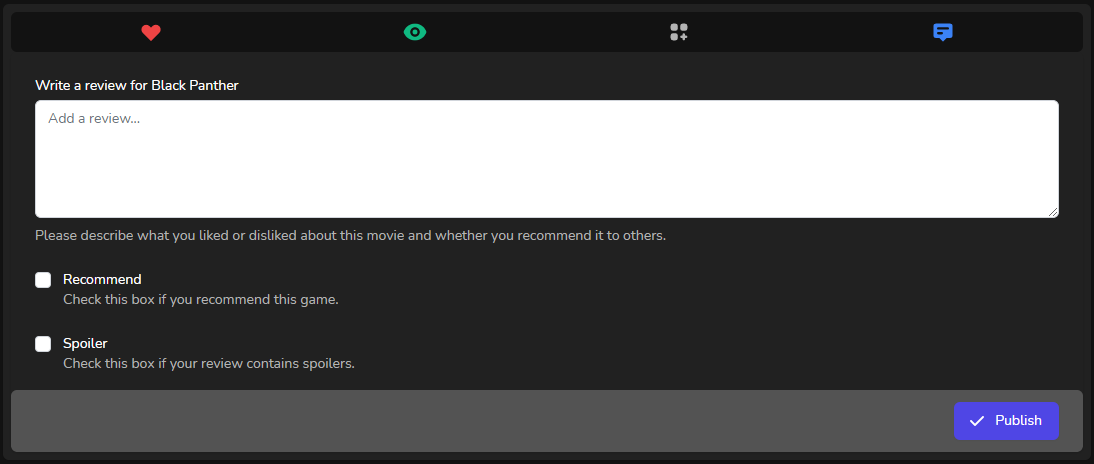 Write a review for Black Panther
Add a review...
Please describe what you liked or disliked about this movie and whether you recommend it to others.
Recommend
Check this box if you recommend this game.
Spoiler
Check this box if your review contains spoilers.
Publish